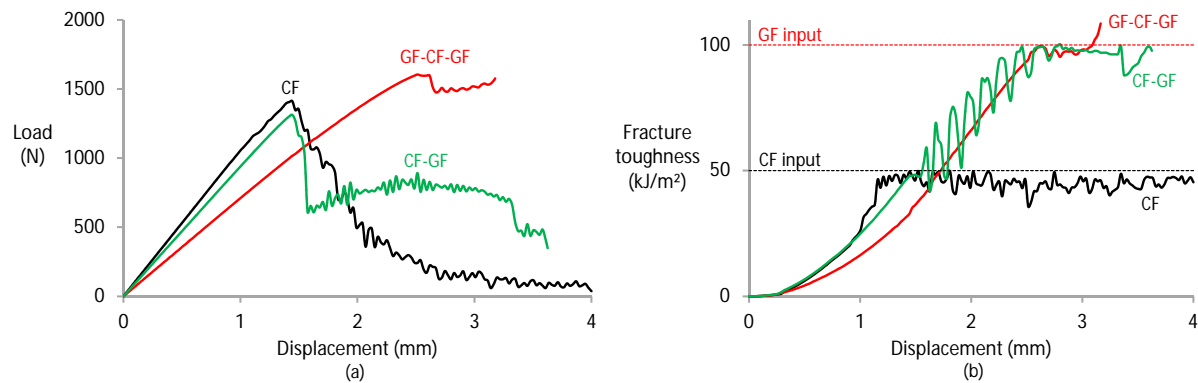 2000
1500
1000
500
0
Load
(N)
CF
GF-CF-GF
CF-GF
0
1
2
3
4
Displacement (mm)
(a)
100
50
0
Fracture
toughness
(kJ/m²)
GF input
CF input
GF-CF-GF
CF-GF
CF
0
1
2
3
4
Displacement (mm)
(b)